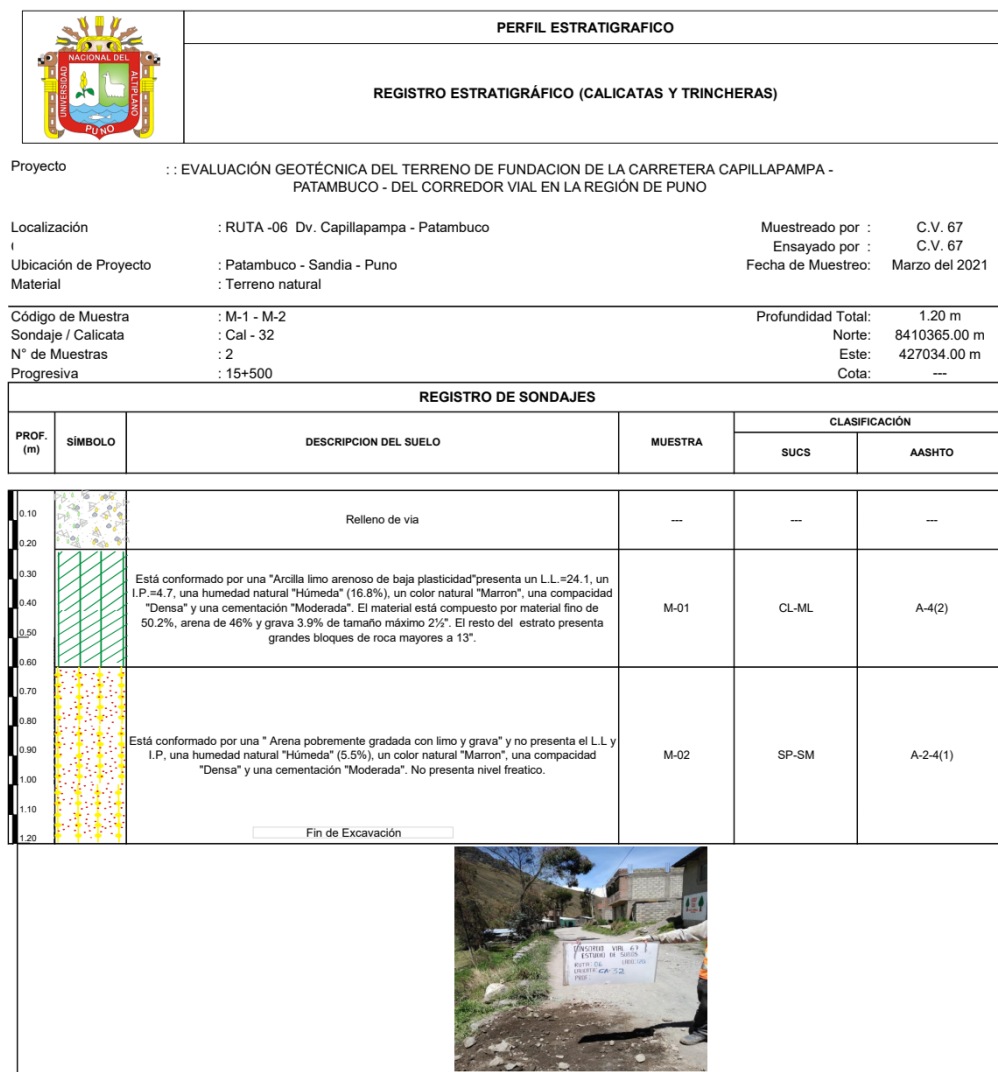 PERFIL ESTRATIGRAFICO
NACIONAL DEL
UNIVERSIDAD
ALTIPLANO
PUNO
REGISTRO ESTRATIGRÁFICO (CALICATAS Y TRINCHERAS)
Proyecto : : EVALUACIÓN GEOTÉCNICA DEL TERRENO DE FUNDACION DE LA CARRETERA CAPILLAPAMPA -
PATAMBUCO - DEL CORREDOR VIAL EN LA REGIÓN DE PUNO
Localización : RUTA -06 Dv. Capillapampa - Patambuco Muestreado por : C.V. 67
Ensayado por : C.V. 67
Ubicación de Proyecto : Patambuco - Sandia - Puno Fecha de Muestreo: Marzo del 2021
Material : Terreno natural
Código de Muestra : M-1 - M-2 Profundidad Total: 1.20 m
Sondaje / Calicata : Cal - 32 Norte: 8410365.00 m
N° de Muestras : 2 Este: 427034.00 m
Progresiva : 15+500 Cota: ---
REGISTRO DE SONDAJES
PROF. (m) SÍMBOLO DESCRIPCION DEL SUELO MUESTRA CLASIFICACIÓN
SUCS AASHTO
0.10
Relleno de via --- --- ---
0.20
0.30
Está conformado por una "Arcilla limo arenoso de baja plasticidad"presenta un L.L.=24.1, un
I.P.=4.7, una humedad natural "Húmeda" (16.8%), un color natural "Marron", una compacidad
0.40
"Densa" y una cementación "Moderada". El material está compuesto por material fino de M-01 CL-ML A-4(2)
50.2%, arena de 46% y grava 3.9% de tamaño máximo 2½". El resto del estrato presenta
0.50
grandes bloques de roca mayores a 13".
0.60
0.70
0.80
Está conformado por una " Arena pobremente gradada con limo y grava" y no presenta el L.L y
0.90
I.P, una humedad natural "Húmeda" (5.5%), un color natural "Marron", una compacidad M-02 SP-SM A-2-4(1)
"Densa" y una cementación "Moderada". No presenta nivel freatico.
1.00
1.10
1.20
Fin de Excavación
CONSORCIO VIAL 67
ESTUDIO DE SUELOS
RUTA: 06
CALICATA: CA-32
PROF: